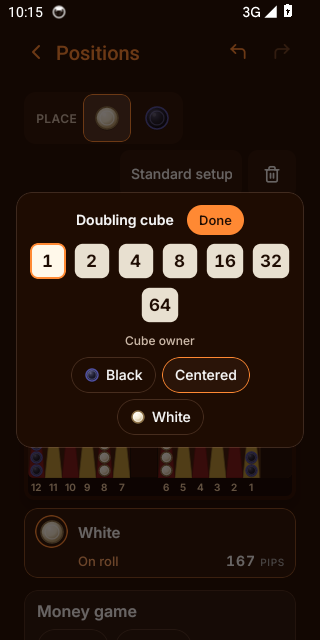 10:15 3G
Positions
PLACE
Standard setup
Doubling cube Done
1 2 4 8 16 32
64
Cube owner
Black Centered
White
12 11 10 9 8 7 6 5 4 3 2 1
White
On roll 167 PIPS
Money game